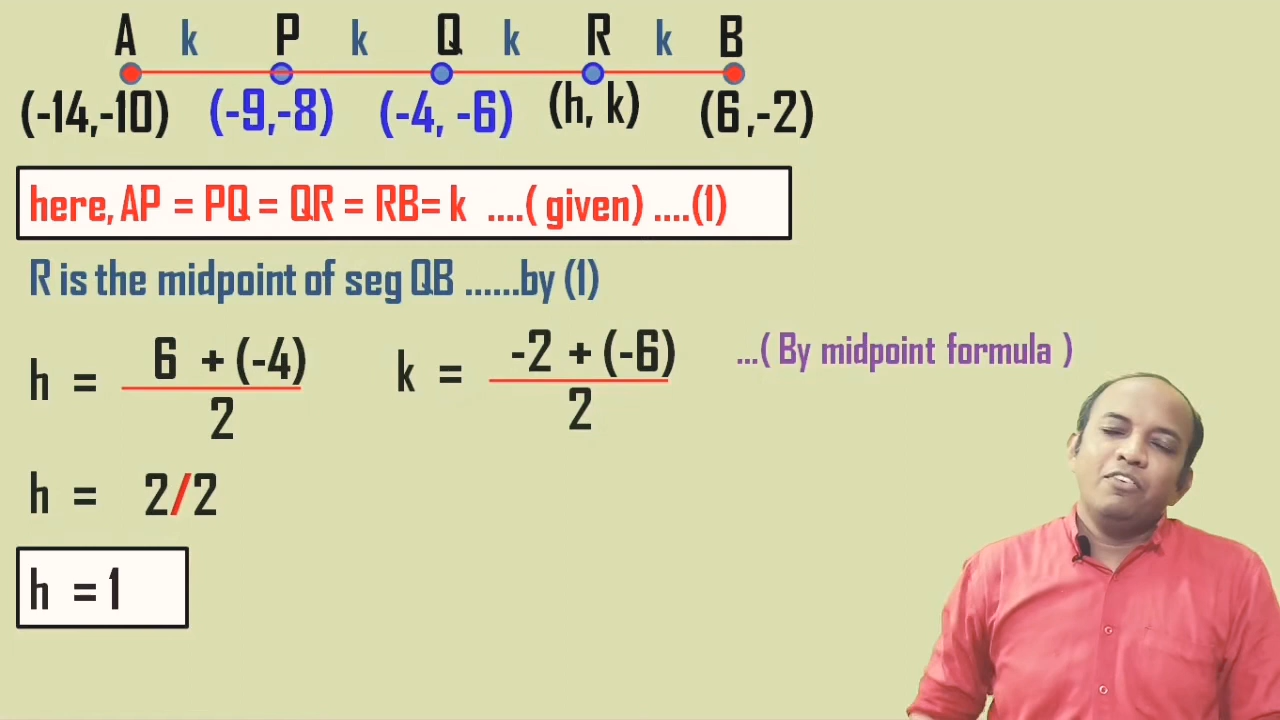 A k P k Q k R k B
(-14,-10) (-9,-8) (-4, -6) (h, k) (6 ,-2)
here, AP = PQ = QR = RB= k ....( given) ....(1)
R is the midpoint of seg QB ......by (1)
h = 6 + (-4) / 2 k = -2 + (-6) / 2 ...( By midpoint formula )
h = 2/2
h = 1